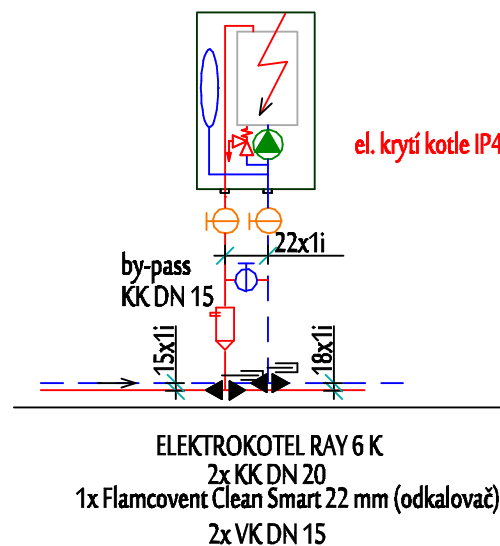 el. krytí kotle IP4
22x1i
by-pass
KK DN 15
15x1i
18x1i
ELEKTROKOTEL RAY 6 K
2x KK DN 20
1x Flamcovent Clean Smart 22 mm (odkalovač)
2x VK DN 15